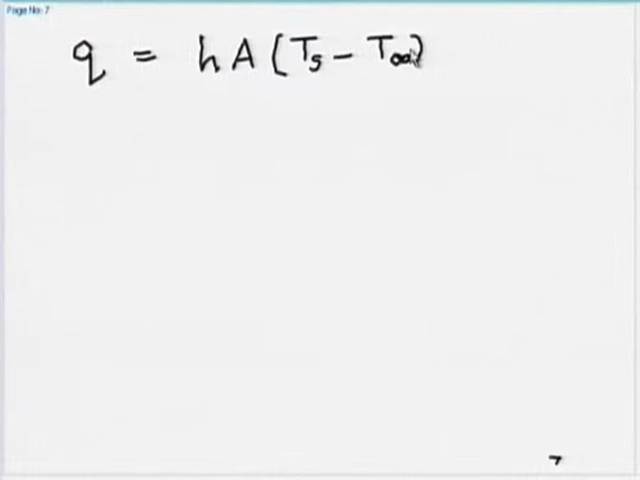 Page No: 7
q = hA(Ts – T∞)
7